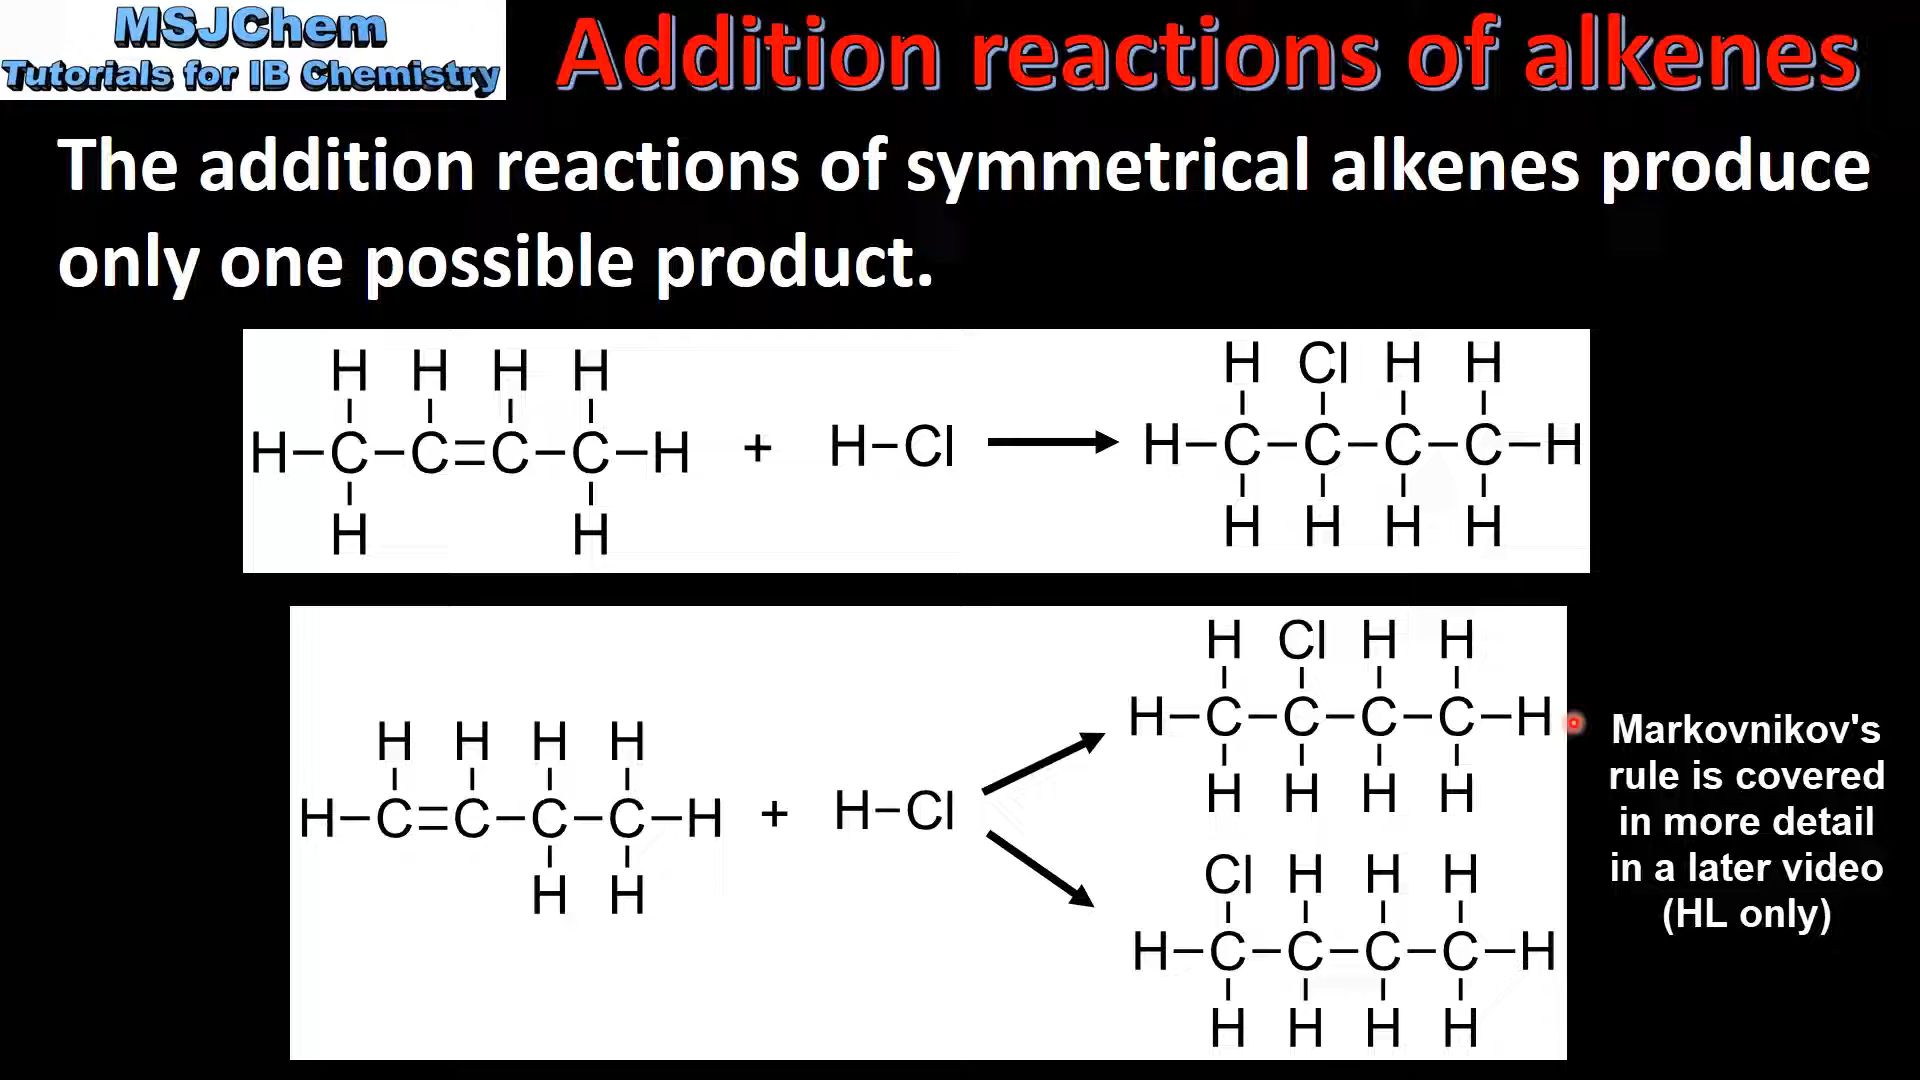 MSJChem
Tutorials for IB Chemistry
Addition reactions of alkenes
The addition reactions of symmetrical alkenes produce
only one possible product.
H H H H
H–C–C=C–C–H + H–Cl
H H
H Cl H H
H–C–C–C–C–H
H H H H
H H H H
H–C=C–C–C–H + H–Cl
H H
H Cl H H
H–C–C–C–C–H
H H H H
Cl H H H
H–C–C–C–C–H
H H H H
Markovnikov's
rule is covered
in more detail
in a later video
(HL only)